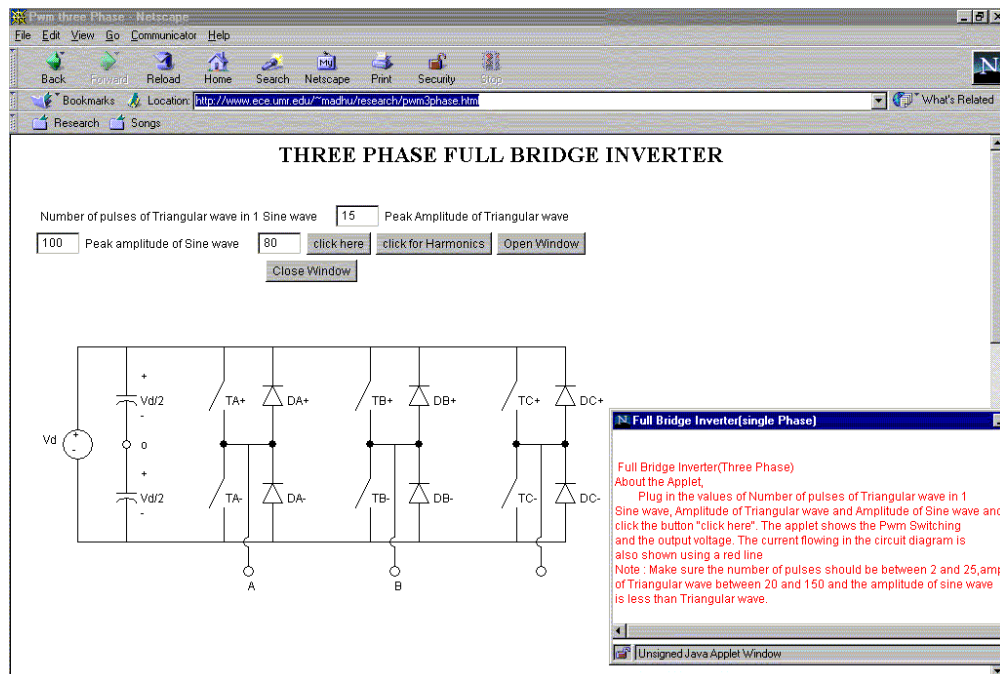 Pwm three Phase - Netscape
File Edit View Go Communicator Help
Back Forward Reload Home Search Netscape Print Security Stop
N
Bookmarks Location: http://www.ece.umr.edu/~madhu/research/pwm3phase.html What's Related
Research Songs
THREE PHASE FULL BRIDGE INVERTER
Number of pulses of Triangular wave in 1 Sine wave 15 Peak Amplitude of Triangular wave
100 Peak amplitude of Sine wave 80 click here click for Harmonics Open Window
Close Window
+
Vd/2
-
TA+ DA+ TB+ DB+ TC+ DC+
Vd
+
-
0
+
Vd/2
-
TA- DA- TB- DB- TC- DC-
A B
N Full Bridge Inverter(single Phase)
Full Bridge Inverter(Three Phase)
About the Applet,
Plug in the values of Number of pulses of Triangular wave in 1
Sine wave, Amplitude of Triangular wave and Amplitude of Sine wave and
click the button "click here". The applet shows the Pwm Switching
and the output voltage. The current flowing in the circuit diagram is
also shown using a red line
Note : Make sure the number of pulses should be between 2 and 25,amp
of Triangular wave between 20 and 150 and the amplitude of sine wave
is less than Triangular wave.
Unsigned Java Applet Window